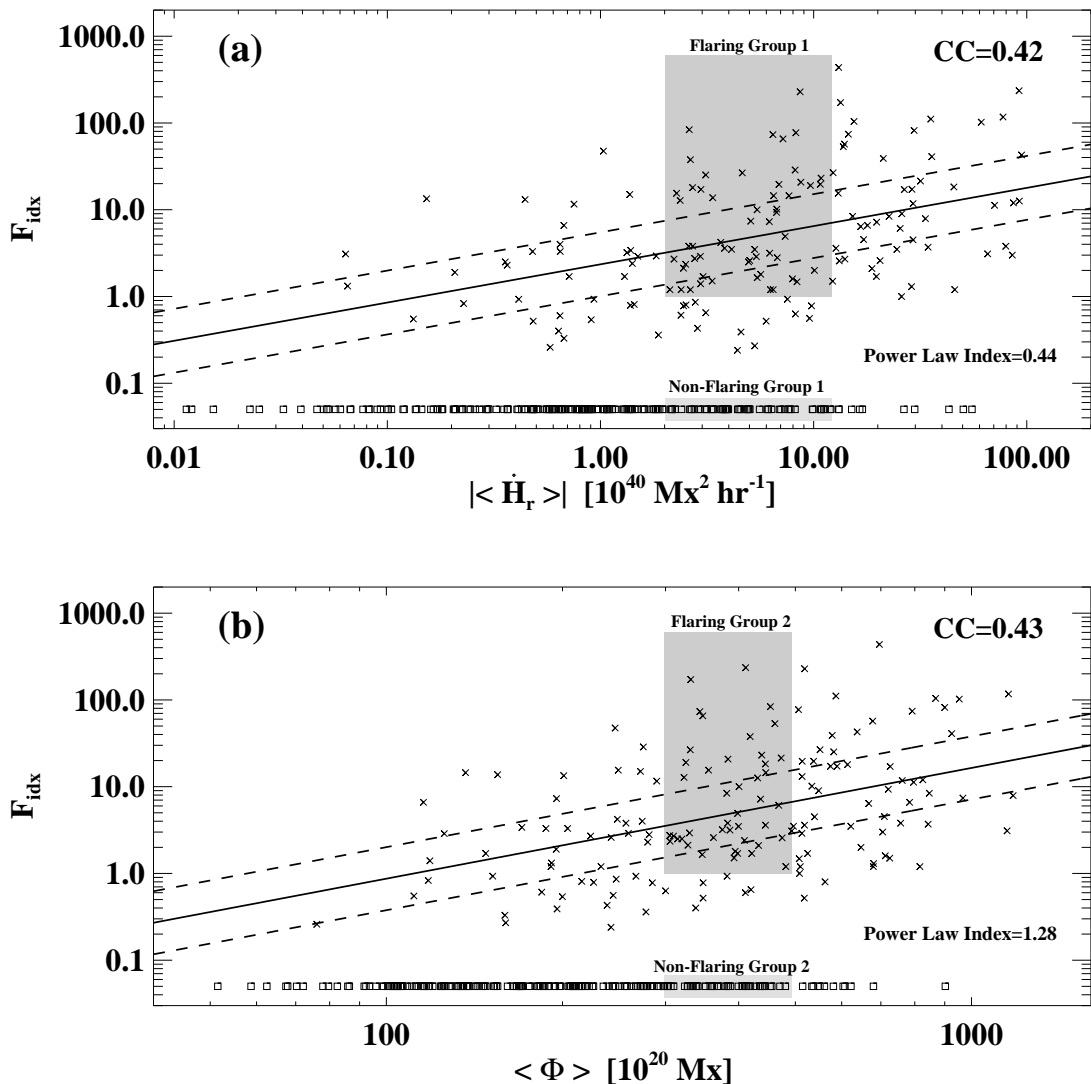 (a)
Flaring Group 1
CC=0.42
1000.0
100.0
10.0
1.0
0.1
F_idx
Power Law Index=0.44
Non-Flaring Group 1
0.01 0.10 1.00 10.00 100.00
|< Ḣ_r >| [10^40 Mx^2 hr^-1]
(b)
Flaring Group 2
CC=0.43
1000.0
100.0
10.0
1.0
0.1
F_idx
Power Law Index=1.28
Non-Flaring Group 2
100 1000
< Φ > [10^20 Mx]